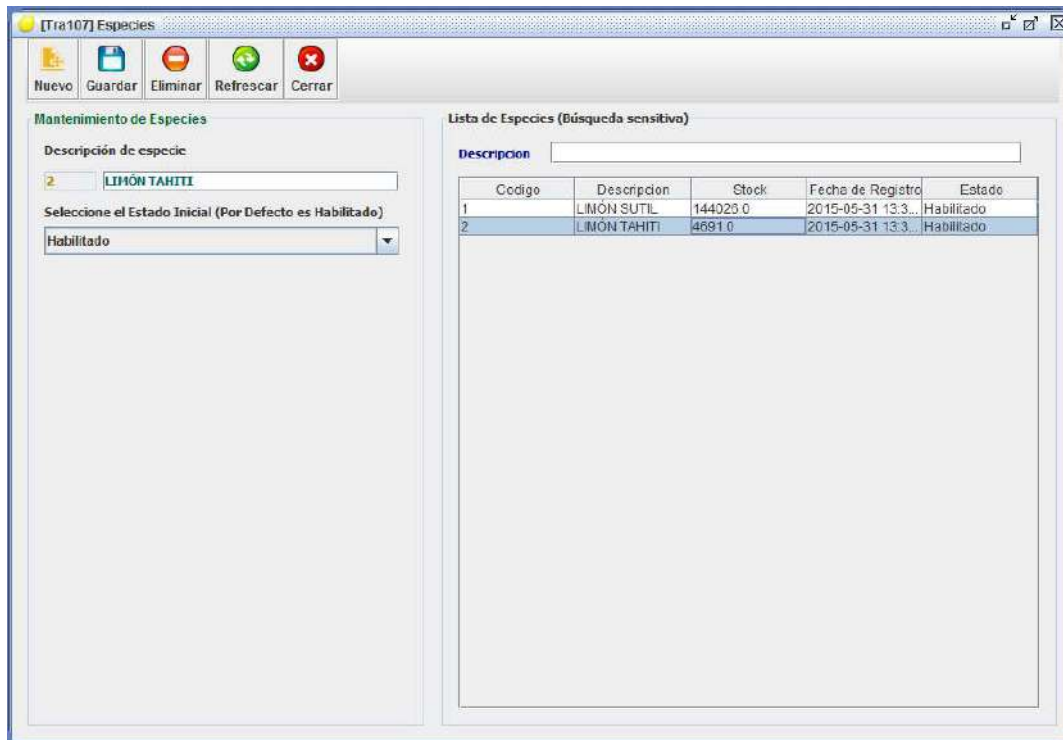 [Tra107] Especies
Nuevo Guardar Eliminar Refrescar Cerrar
Mantenimiento de Especies
Descripción de especie
2 LIMÓN TAHITI
Seleccione el Estado Inicial (Por Defecto es Habilitado)
Habilitado
Lista de Especies (Búsqueda sensitiva)
Descripcion
Codigo Descripcion Stock Fecha de Registro Estado
1 LIMÓN SUTIL 144026.0 2015-05-31 13:3... Habilitado
2 LIMÓN TAHITI 4691.0 2015-05-31 13:3... Habilitado